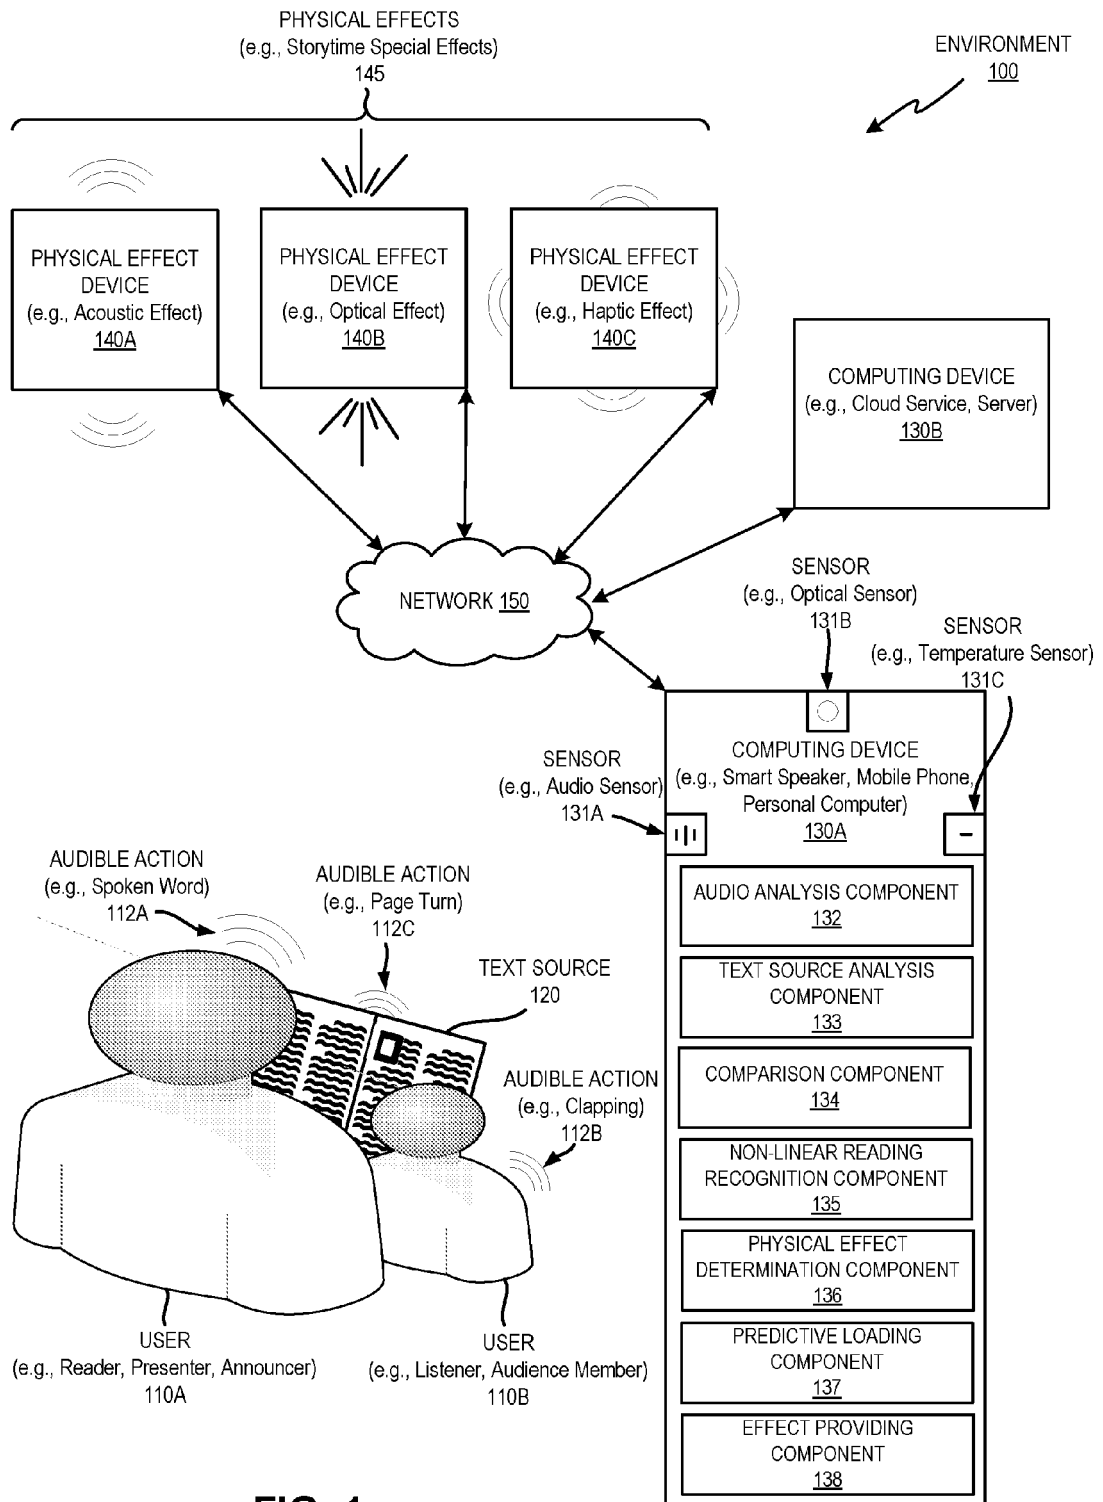 PHYSICAL EFFECTS
(e.g., Storytime Special Effects)
145
ENVIRONMENT
100
PHYSICAL EFFECT
DEVICE
(e.g., Acoustic Effect)
140A
PHYSICAL EFFECT
DEVICE
(e.g., Optical Effect)
140B
PHYSICAL EFFECT
DEVICE
(e.g., Haptic Effect)
140C
COMPUTING DEVICE
(e.g., Cloud Service, Server)
130B
NETWORK 150
SENSOR
(e.g., Optical Sensor)
131B
SENSOR
(e.g., Temperature Sensor)
131C
SENSOR
(e.g., Audio Sensor)
131A
COMPUTING DEVICE
(e.g., Smart Speaker, Mobile Phone,
Personal Computer)
130A
AUDIBLE ACTION
(e.g., Spoken Word)
112A
AUDIBLE ACTION
(e.g., Page Turn)
112C
TEXT SOURCE
120
AUDIBLE ACTION
(e.g., Clapping)
112B
AUDIO ANALYSIS COMPONENT
132
TEXT SOURCE ANALYSIS
COMPONENT
133
COMPARISON COMPONENT
134
NON-LINEAR READING
RECOGNITION COMPONENT
135
PHYSICAL EFFECT
DETERMINATION COMPONENT
136
PREDICTIVE LOADING
COMPONENT
137
EFFECT PROVIDING
COMPONENT
138
USER
(e.g., Reader, Presenter, Announcer)
110A
USER
(e.g., Listener, Audience Member)
110B
FIG. 1